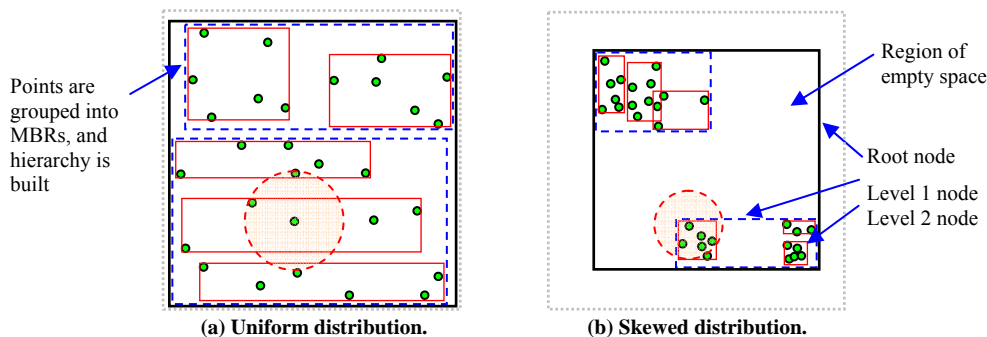 Points are
grouped into
MBRs, and
hierarchy is
built
Region of
empty space
Root node
Level 1 node
Level 2 node
(a) Uniform distribution.
(b) Skewed distribution.